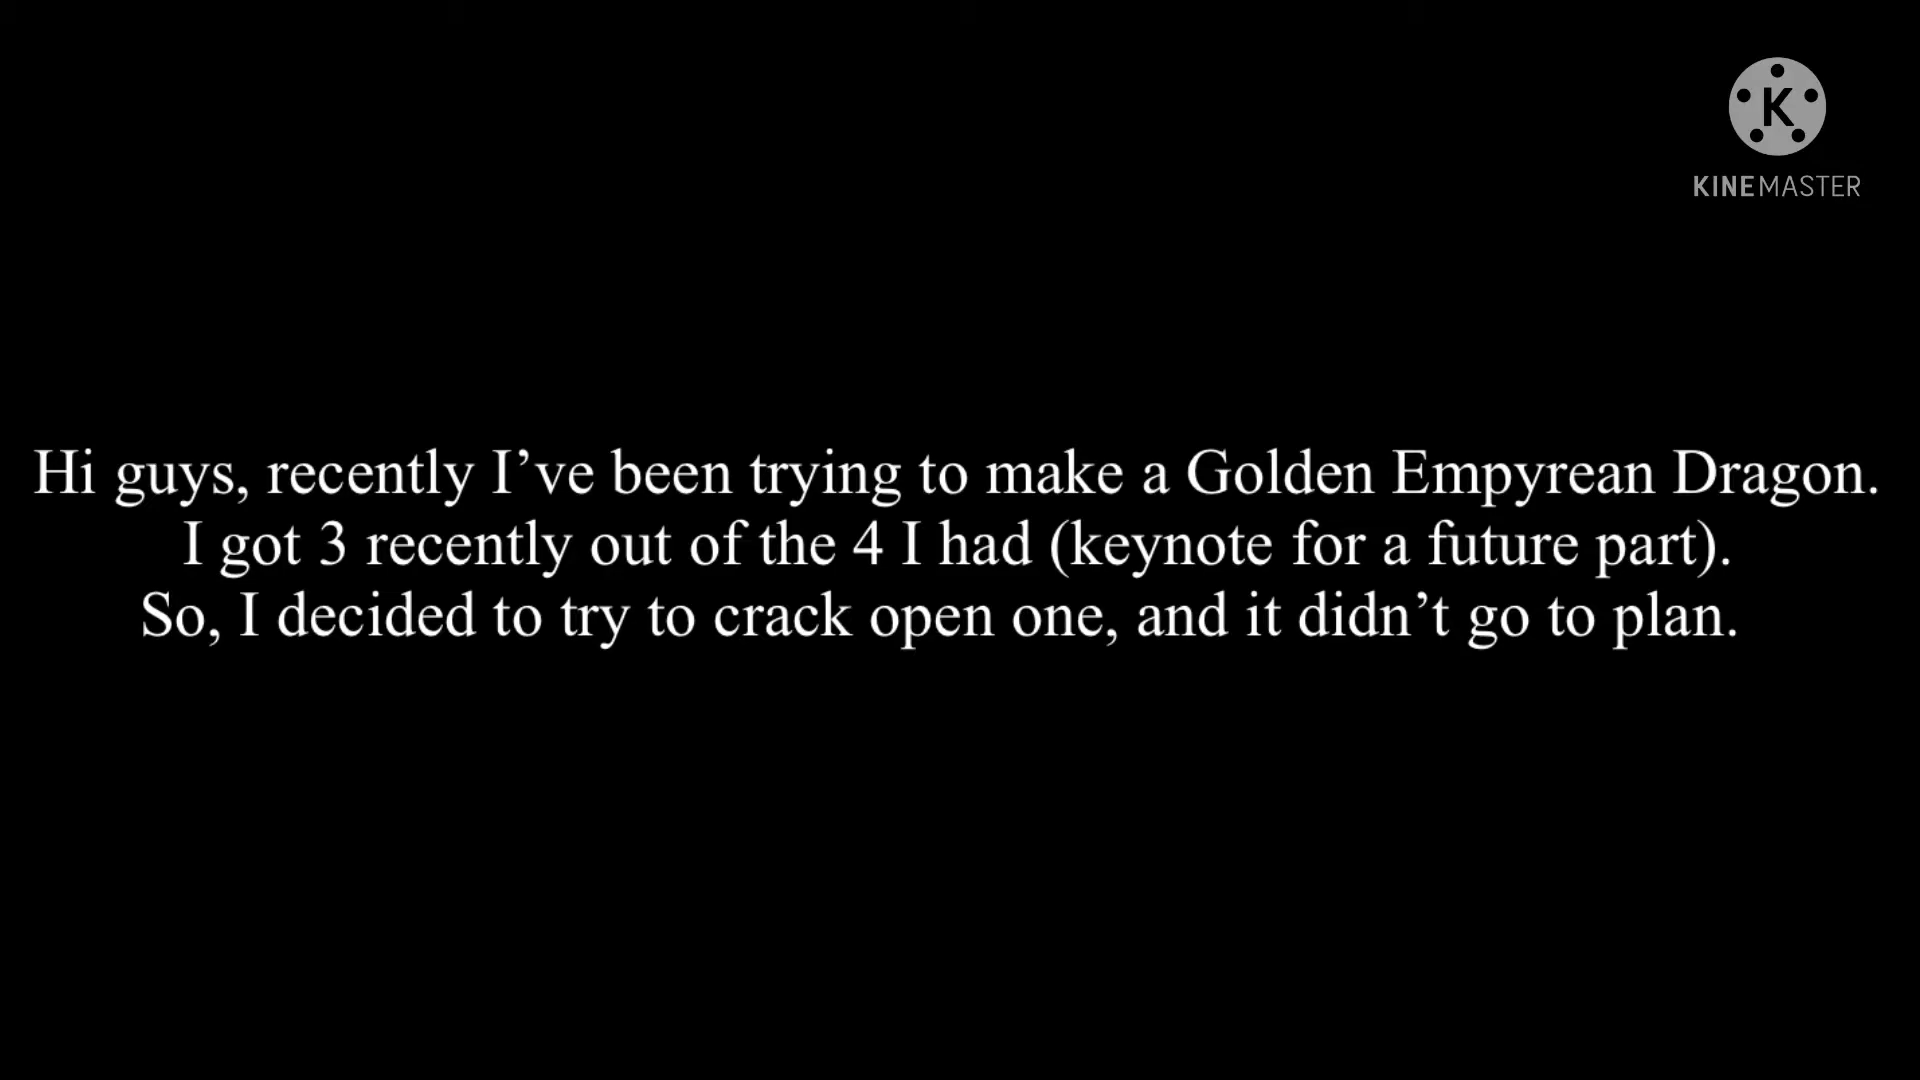 K
KINEMASTER
Hi guys, recently I’ve been trying to make a Golden Empyrean Dragon.
I got 3 recently out of the 4 I had (keynote for a future part).
So, I decided to try to crack open one, and it didn’t go to plan.